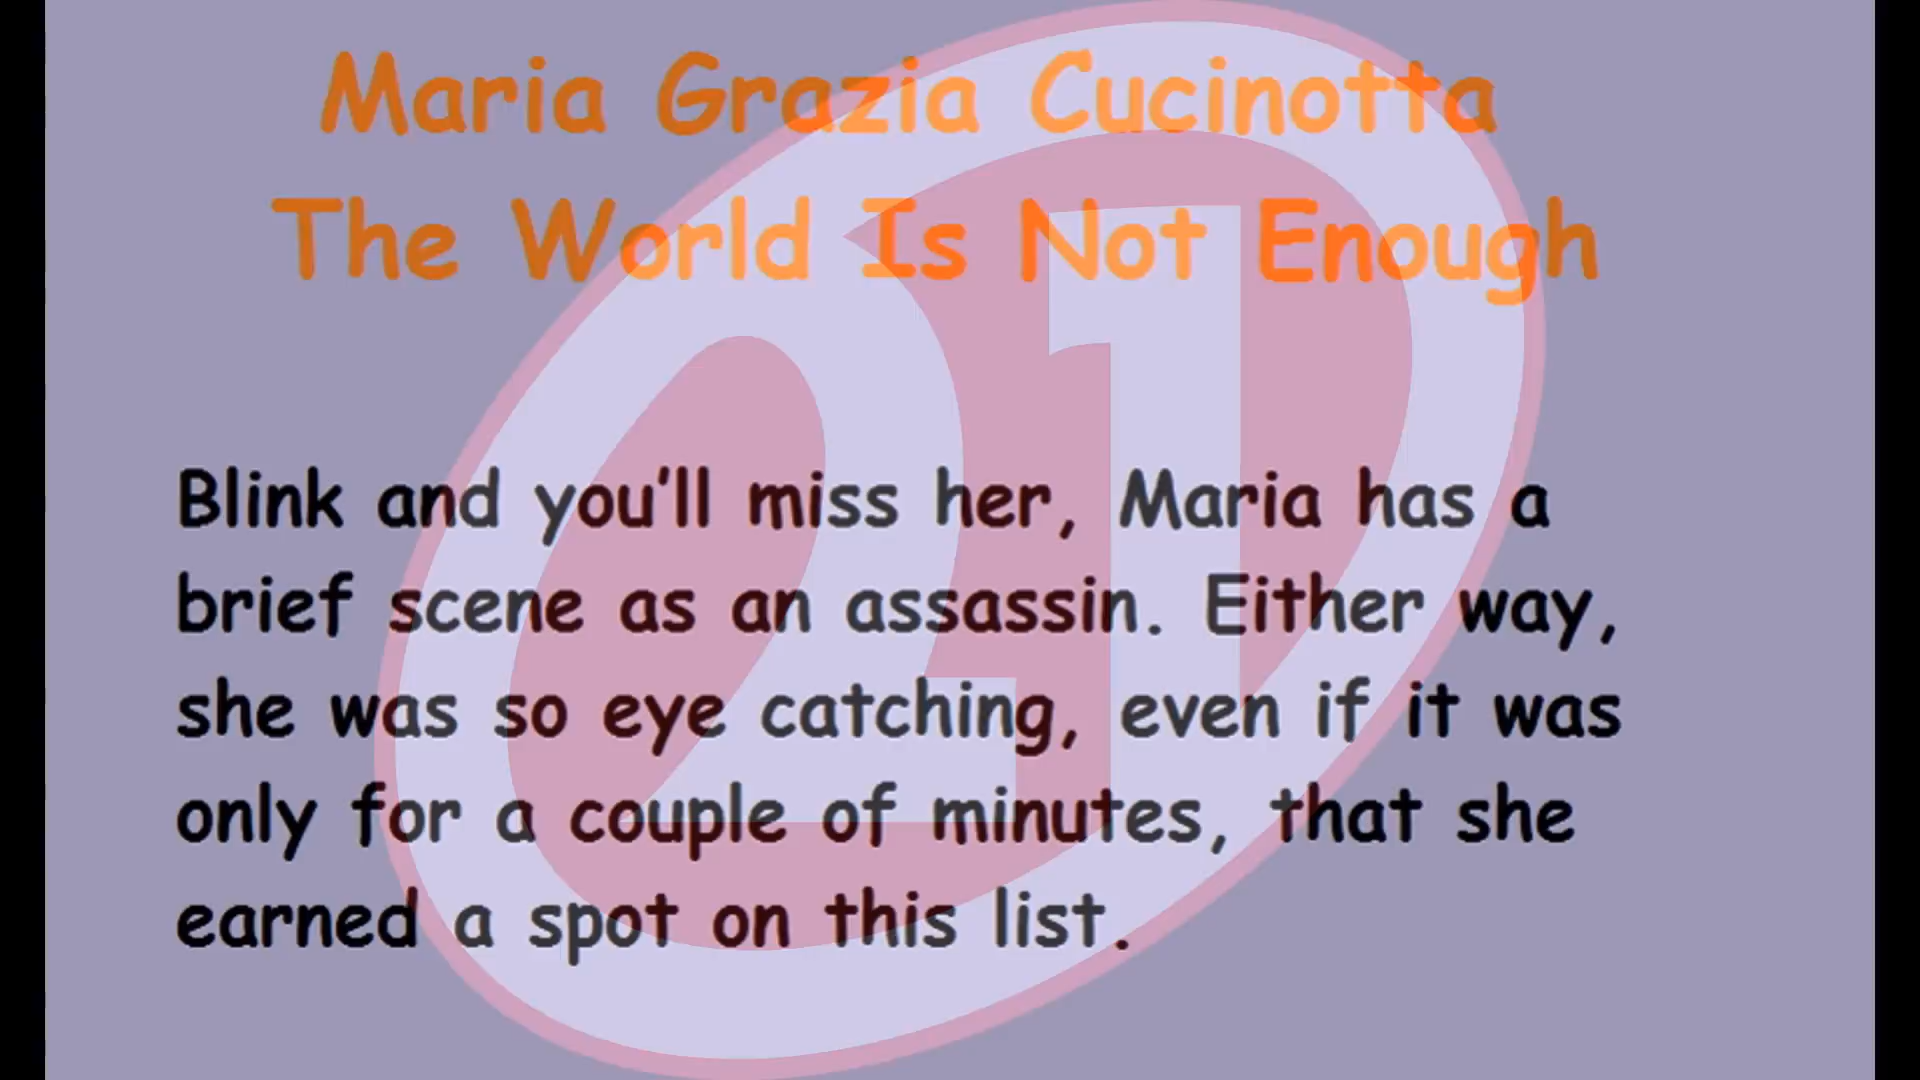 Maria Grazia Cucinotta
The World Is Not Enough
21
Blink and you'll miss her, Maria has a
brief scene as an assassin. Either way,
she was so eye catching, even if it was
only for a couple of minutes, that she
earned a spot on this list.